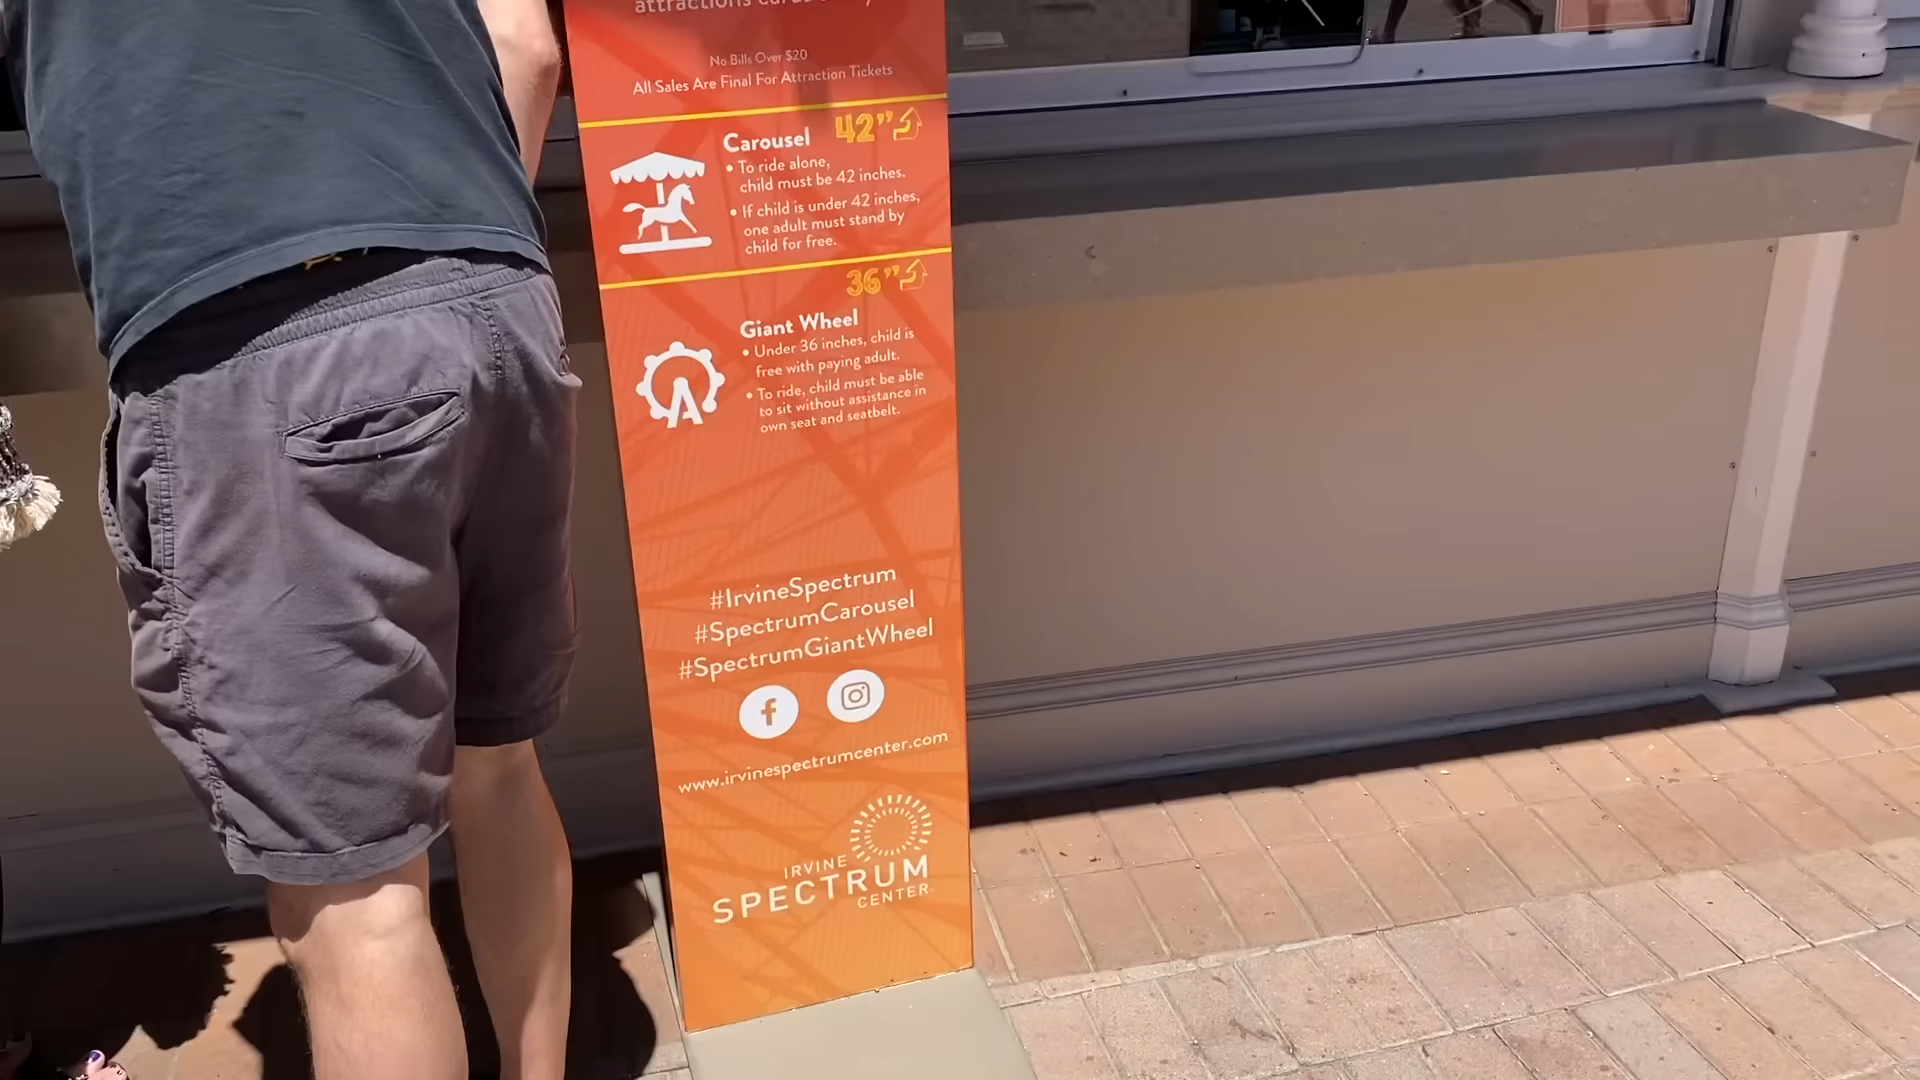 attractions
No Bills Over $20
All Sales Are Final For Attraction Tickets
Carousel 42”
• To ride alone,
child must be 42 inches.
• If child is under 42 inches,
one adult must stand by
child for free.
36”
Giant Wheel
• Under 36 inches, child is
free with paying adult.
• To ride, child must be able
to sit without assistance in
own seat and seatbelt.
#IrvineSpectrum
#SpectrumCarousel
#SpectrumGiantWheel
www.irvinespectrumcenter.com
IRVINE
SPECTRUM
CENTER